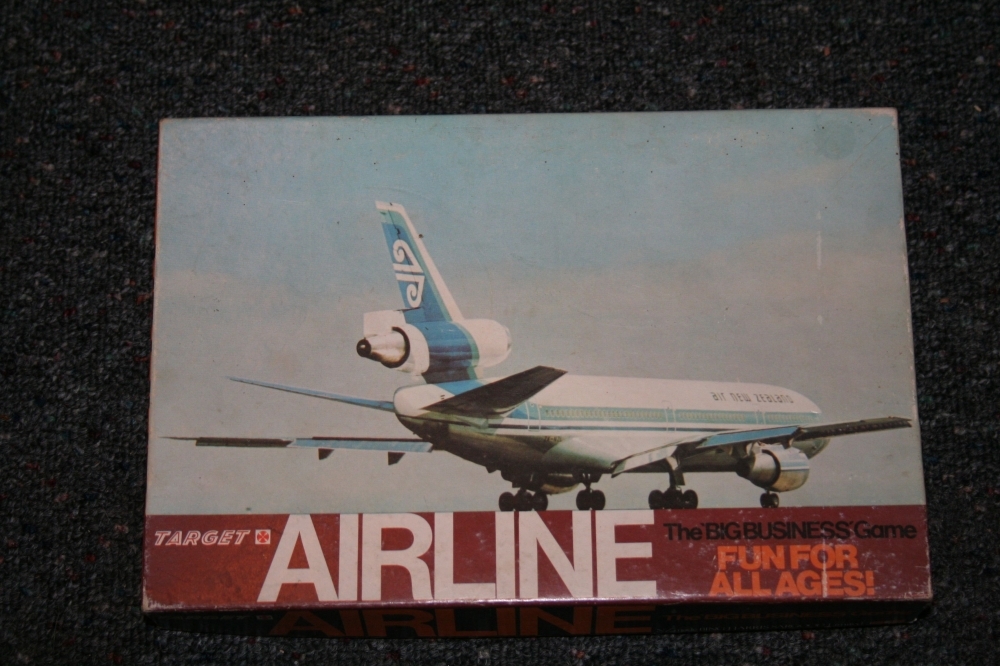 air new zealand
TARGET
AIRLINE
The 'BIG BUSINESS' Game
FUN FOR
ALL AGES!
AIRLINE